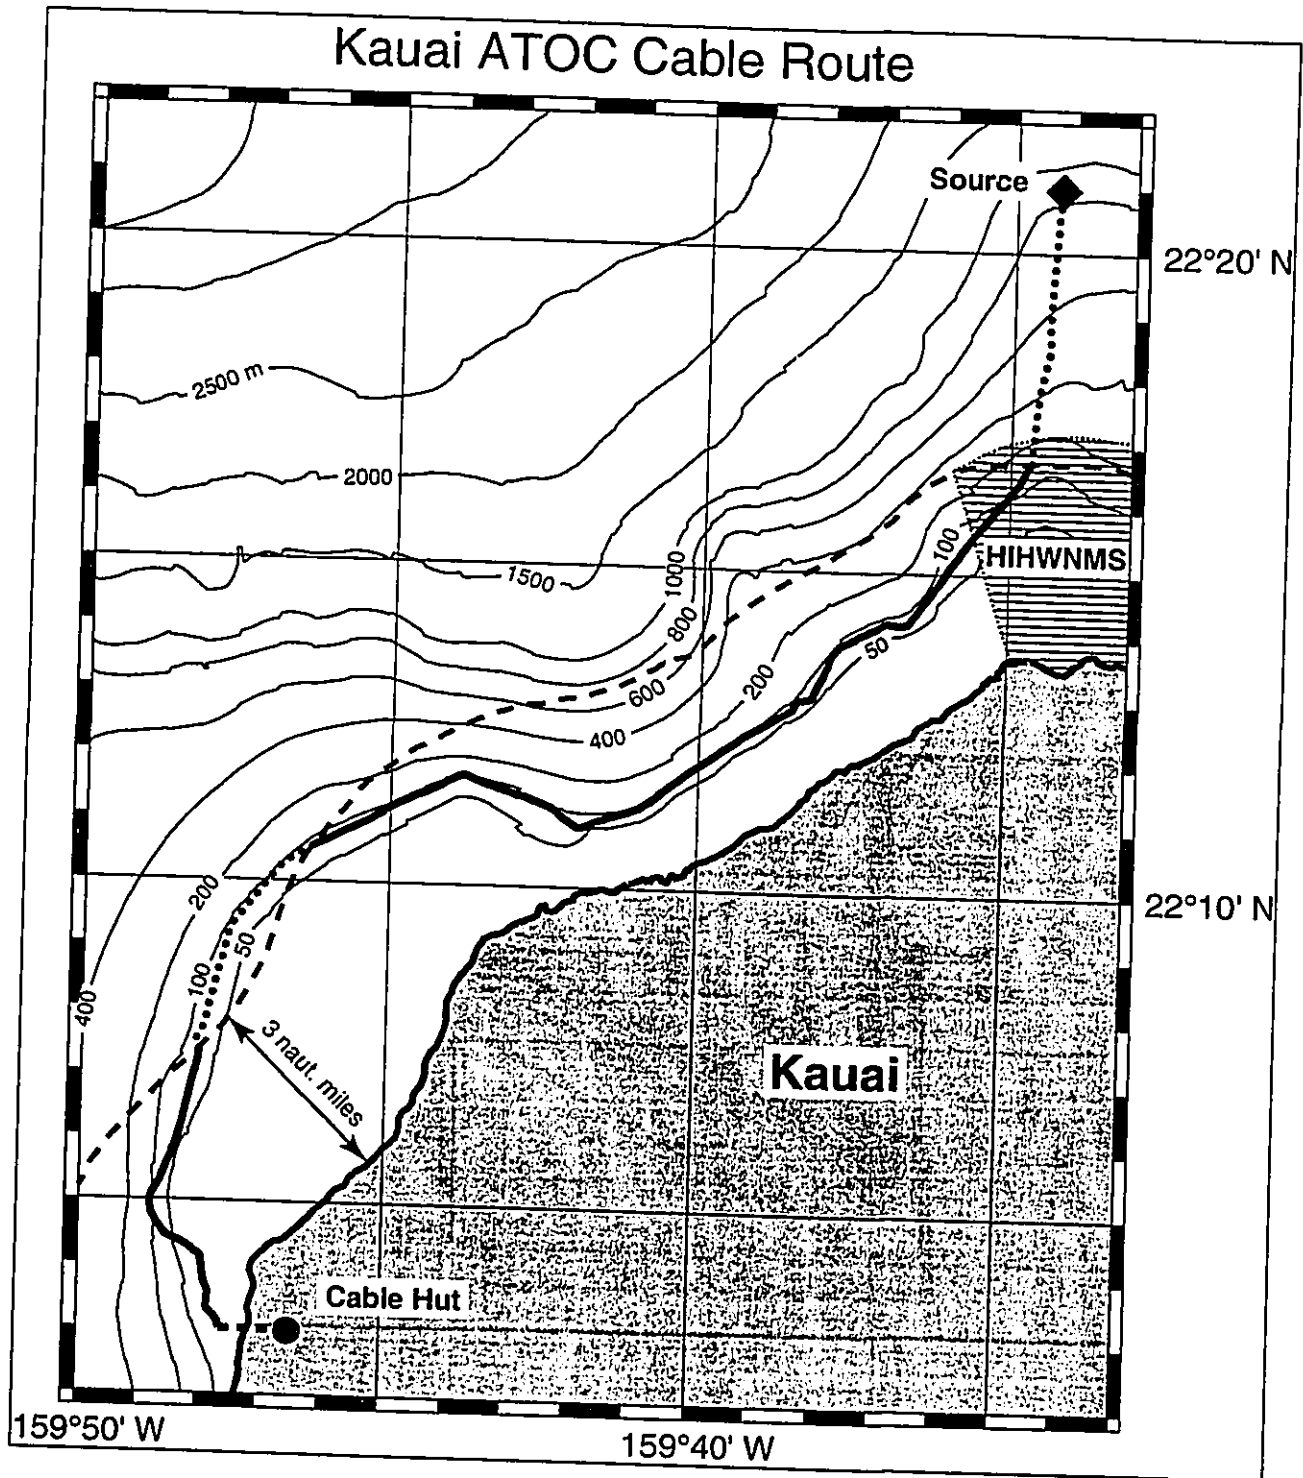 Kauai ATOC Cable Route
Source
22°20' N
2500 m
2000
1500
1000
100
HIHWNMS
800
50
600
200
400
200
22°10' N
50
100
400
3 naut. miles
Kauai
Cable Hut
159°50' W
159°40' W